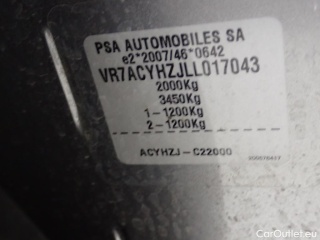 PSA AUTOMOBILES SA
e2*2007/46*0642
VR7ACYHZJLL017043
2000Kg
3450Kg
1-1200Kg
2-1200Kg
ACYHZJ-C22000
CarOutlet.eu